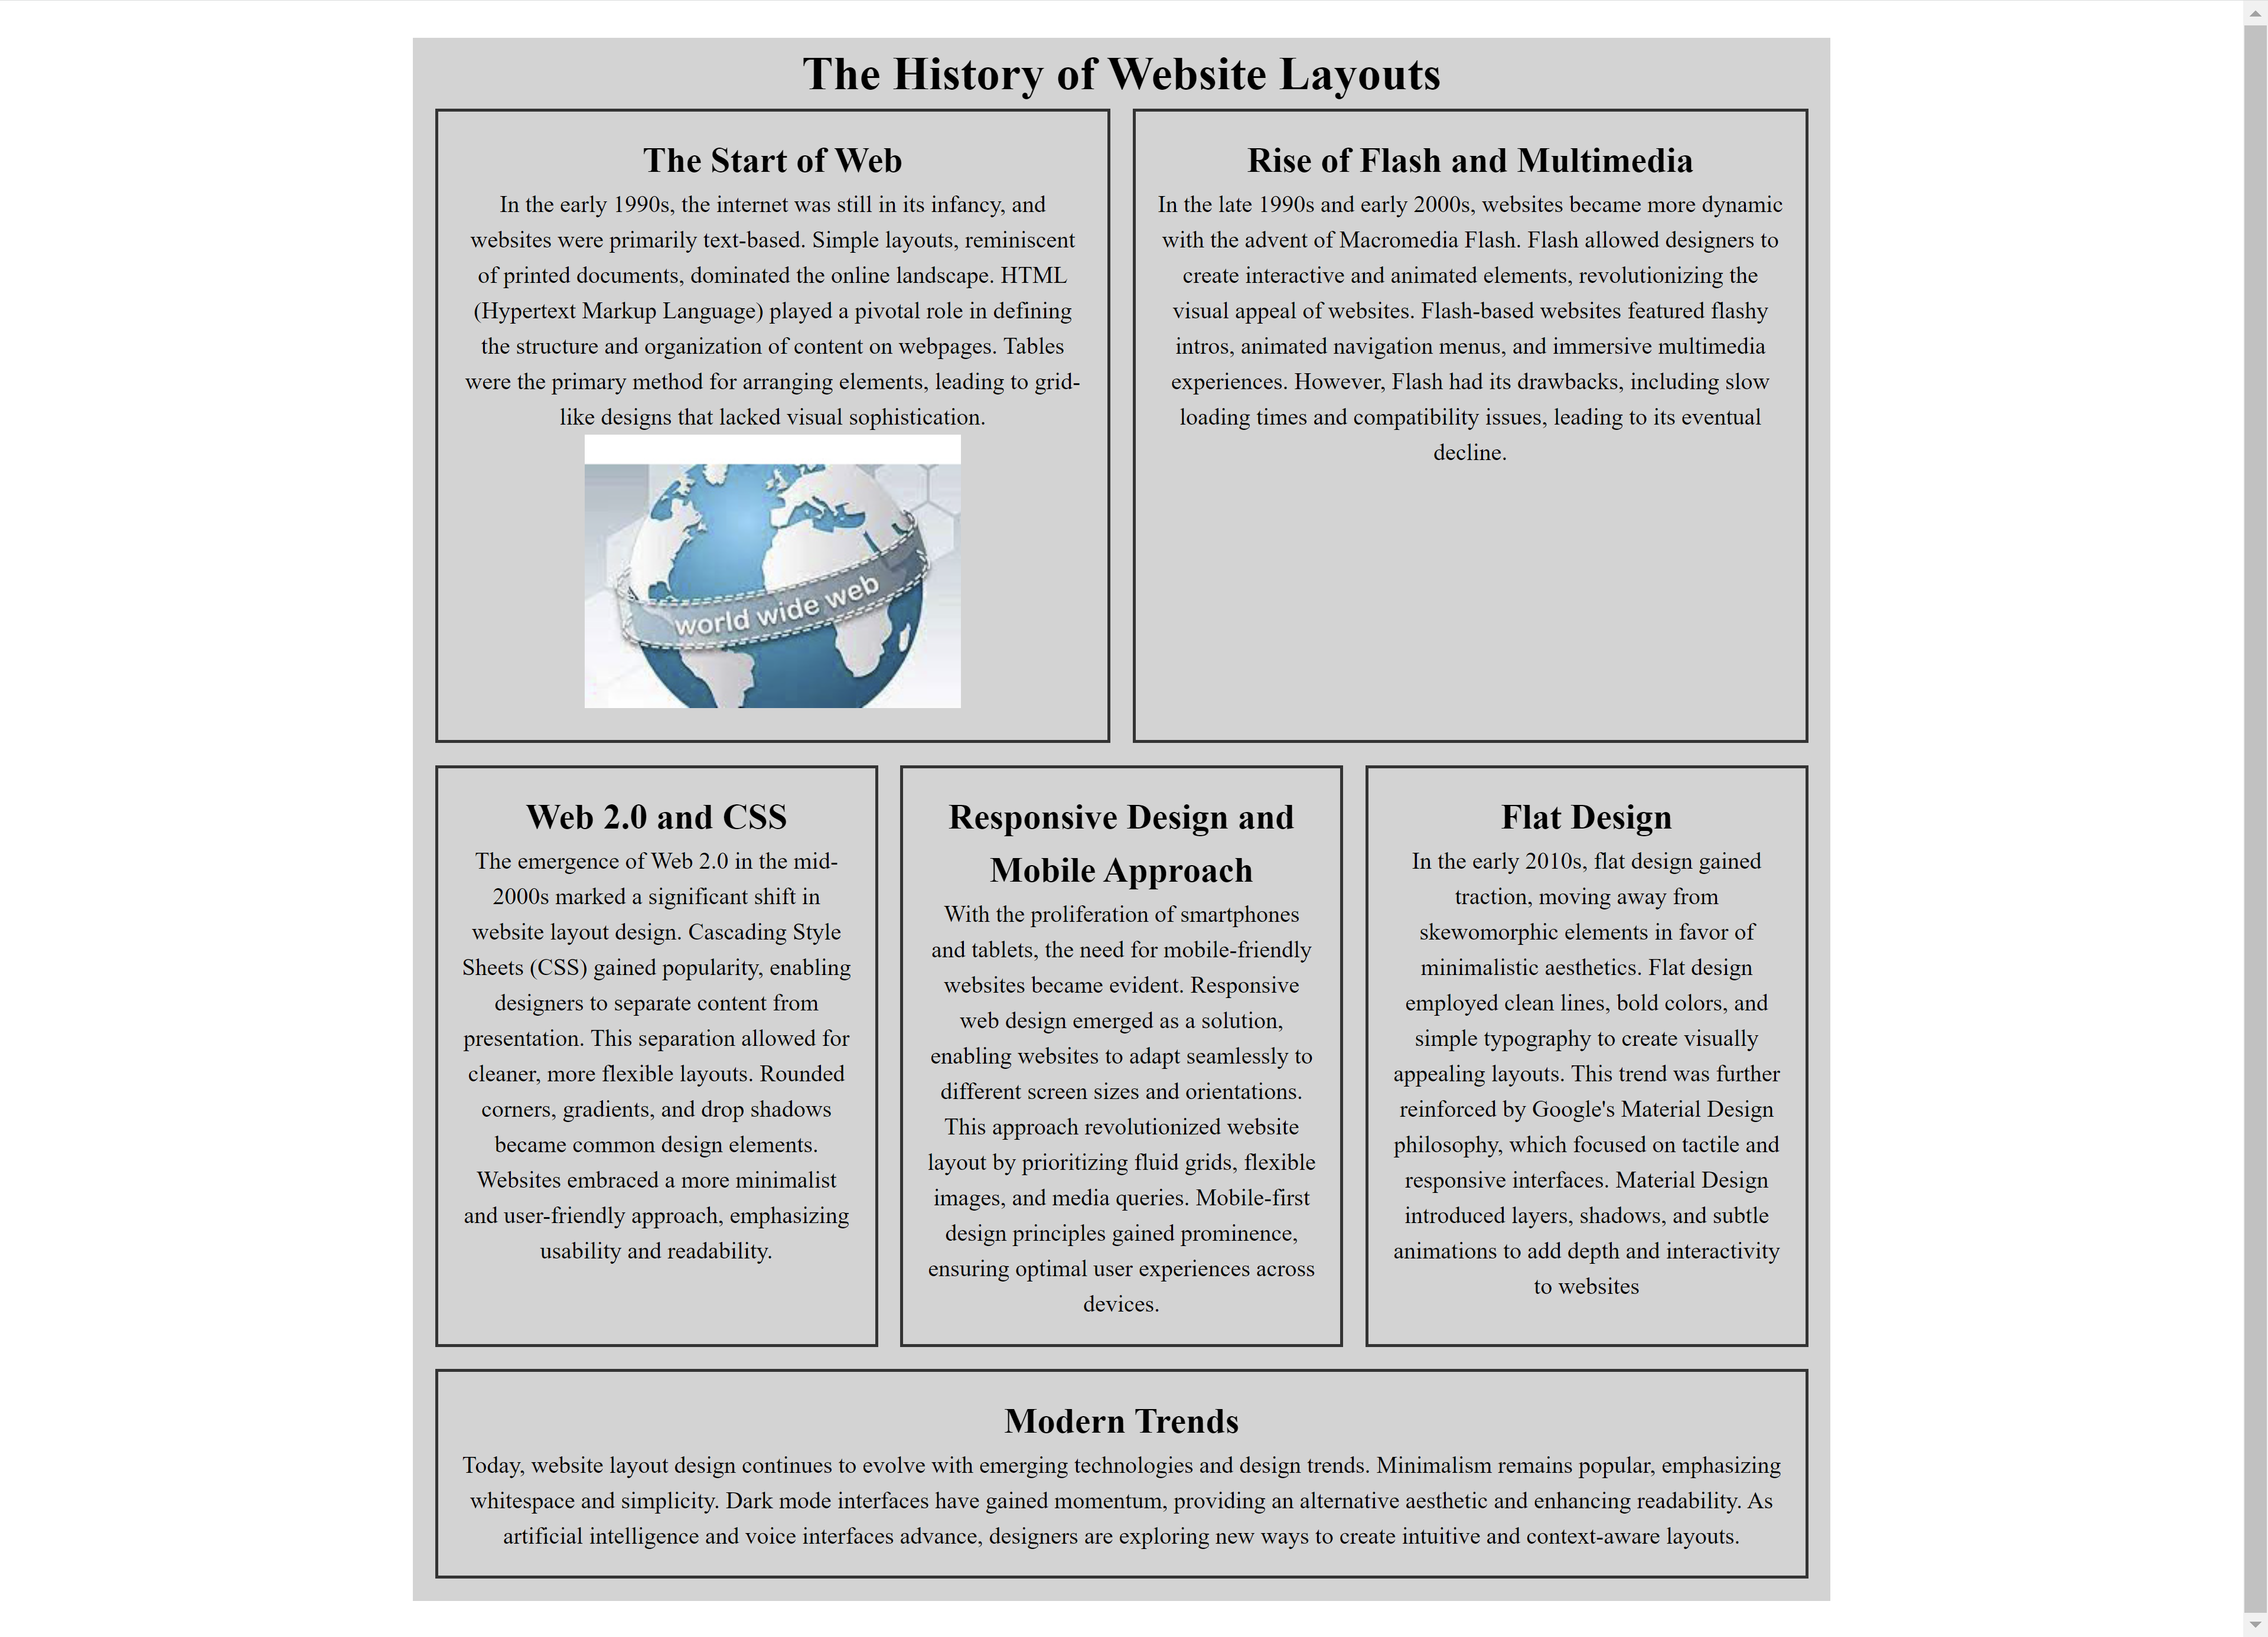 The History of Website Layouts
The Start of Web
In the early 1990s, the internet was still in its infancy, and
websites were primarily text-based. Simple layouts, reminiscent
of printed documents, dominated the online landscape. HTML
(Hypertext Markup Language) played a pivotal role in defining
the structure and organization of content on webpages. Tables
were the primary method for arranging elements, leading to grid-
like designs that lacked visual sophistication.
world wide web
Rise of Flash and Multimedia
In the late 1990s and early 2000s, websites became more dynamic
with the advent of Macromedia Flash. Flash allowed designers to
create interactive and animated elements, revolutionizing the
visual appeal of websites. Flash-based websites featured flashy
intros, animated navigation menus, and immersive multimedia
experiences. However, Flash had its drawbacks, including slow
loading times and compatibility issues, leading to its eventual
decline.
Web 2.0 and CSS
The emergence of Web 2.0 in the mid-
2000s marked a significant shift in
website layout design. Cascading Style
Sheets (CSS) gained popularity, enabling
designers to separate content from
presentation. This separation allowed for
cleaner, more flexible layouts. Rounded
corners, gradients, and drop shadows
became common design elements.
Websites embraced a more minimalist
and user-friendly approach, emphasizing
usability and readability.
Responsive Design and
Mobile Approach
With the proliferation of smartphones
and tablets, the need for mobile-friendly
websites became evident. Responsive
web design emerged as a solution,
enabling websites to adapt seamlessly to
different screen sizes and orientations.
This approach revolutionized website
layout by prioritizing fluid grids, flexible
images, and media queries. Mobile-first
design principles gained prominence,
ensuring optimal user experiences across
devices.
Flat Design
In the early 2010s, flat design gained
traction, moving away from
skewomorphic elements in favor of
minimalistic aesthetics. Flat design
employed clean lines, bold colors, and
simple typography to create visually
appealing layouts. This trend was further
reinforced by Google's Material Design
philosophy, which focused on tactile and
responsive interfaces. Material Design
introduced layers, shadows, and subtle
animations to add depth and interactivity
to websites
Modern Trends
Today, website layout design continues to evolve with emerging technologies and design trends. Minimalism remains popular, emphasizing
whitespace and simplicity. Dark mode interfaces have gained momentum, providing an alternative aesthetic and enhancing readability. As
artificial intelligence and voice interfaces advance, designers are exploring new ways to create intuitive and context-aware layouts.